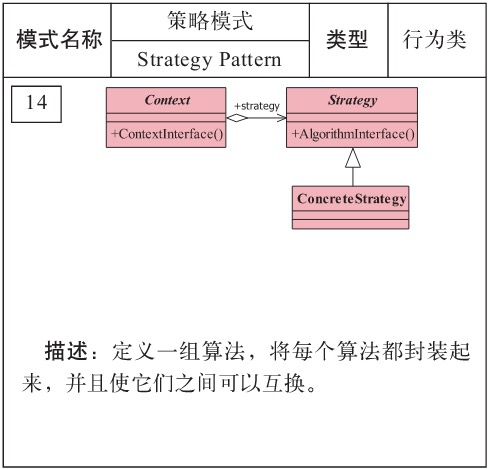 模式名称
策略模式
Strategy Pattern
类型
行为类
14
Context
+ContextInterface()
+strategy
Strategy
+AlgorithmInterface()
ConcreteStrategy
描述：定义一组算法，将每个算法都封装起
来，并且使它们之间可以互换。